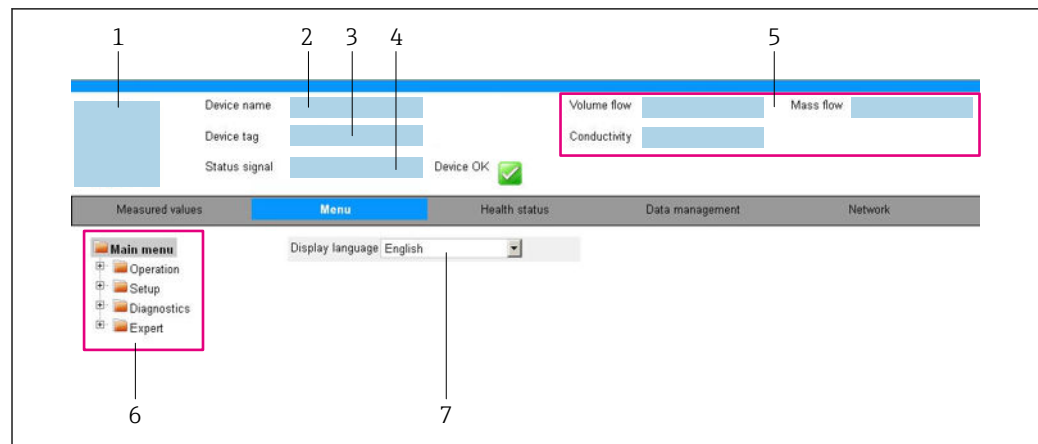 1 2 3 4 5
Device name
Volume flow Mass flow
Device tag
Conductivity
Status signal Device OK
Measured values Menu Health status Data management Network
Main menu
Display language English
Operation
Setup
Diagnostics
Expert
6 7